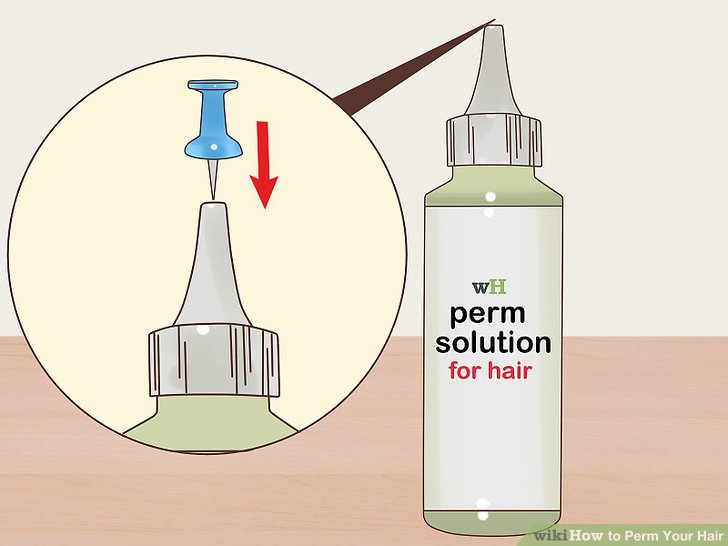 wH
perm
solution
for hair
wikiHow to Perm Your Hair